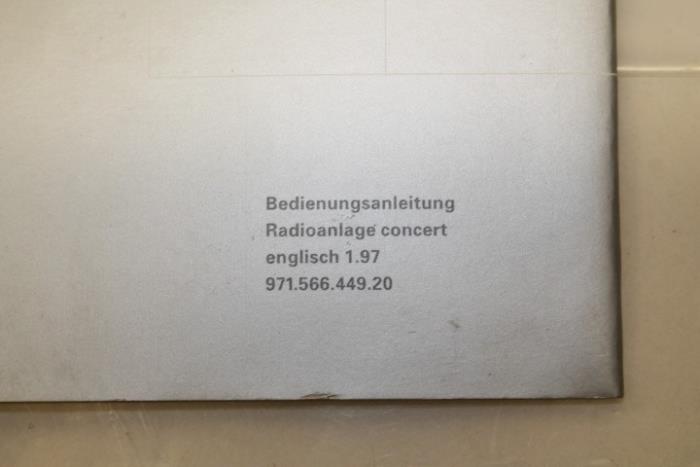 Bedienungsanleitung
Radioanlage concert
englisch 1.97
971.566.449.20